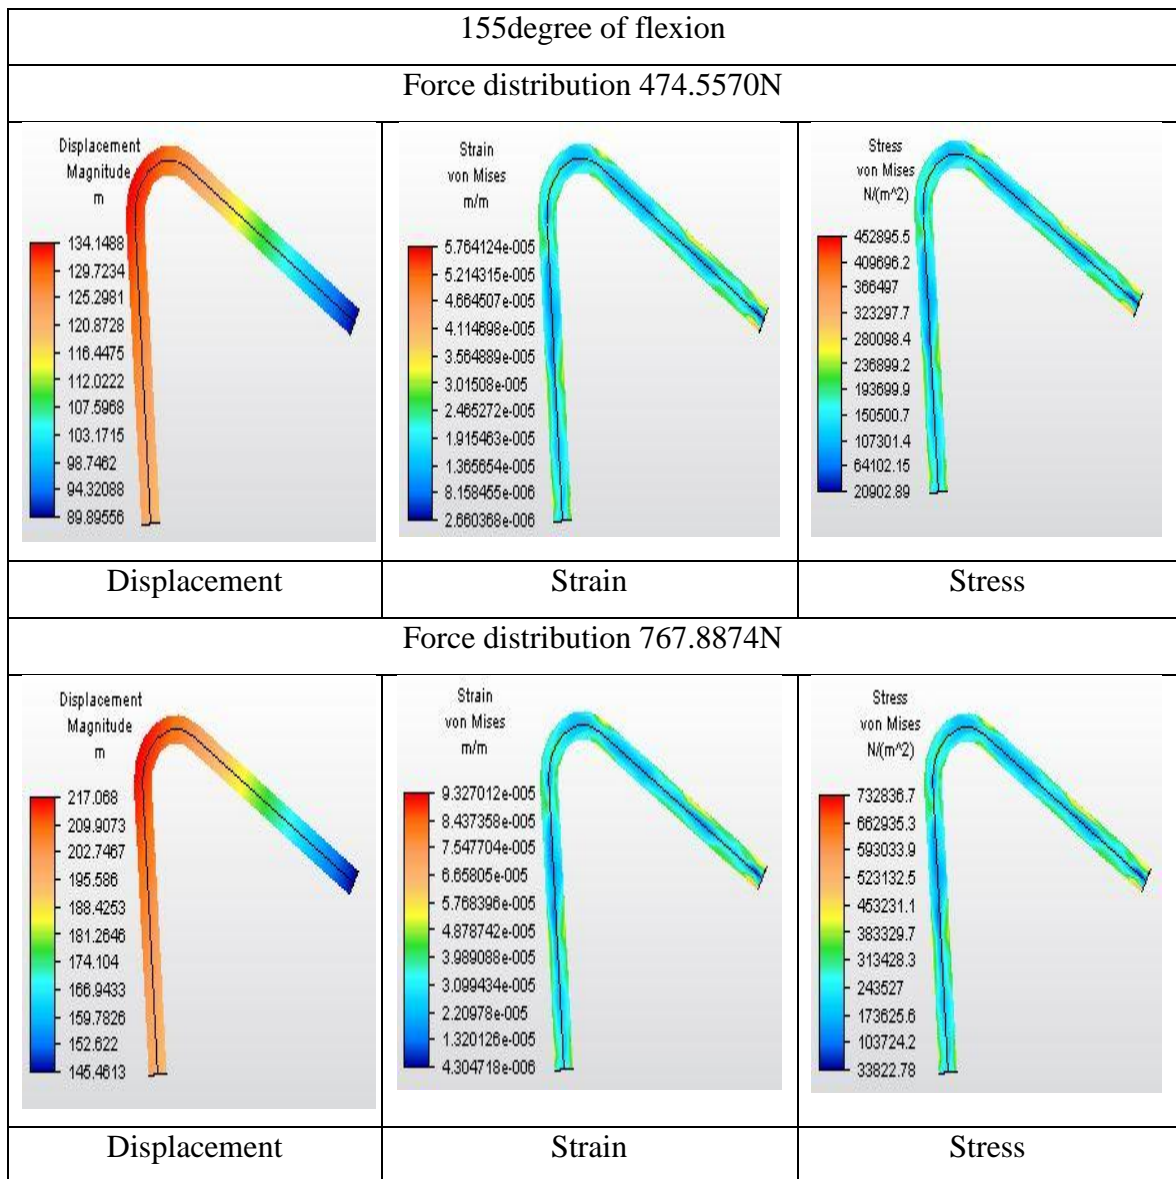 155degree of flexion
Force distribution 474.5570N
Displacement
Magnitude
m
134.1488
129.7234
125.2981
120.8728
116.4475
112.0222
107.5968
103.1715
98.7462
94.32088
89.89556
Strain
von Mises
m/m
5.764124e-005
5.214315e-005
4.664507e-005
4.114698e-005
3.564889e-005
3.01508e-005
2.465272e-005
1.915463e-005
1.365654e-005
8.158455e-006
2.660368e-006
Stress
von Mises
N/(m^2)
452895.5
409696.2
366497
323297.7
280098.4
236899.2
193699.9
150500.7
107301.4
64102.15
20902.89
Displacement
Strain
Stress
Force distribution 767.8874N
Displacement
Magnitude
m
217.068
209.9073
202.7467
195.586
188.4253
181.2646
174.104
166.9433
159.7826
152.622
145.4613
Strain
von Mises
m/m
9.327012e-005
8.437358e-005
7.547704e-005
6.65805e-005
5.768396e-005
4.878742e-005
3.989088e-005
3.099434e-005
2.20978e-005
1.320126e-005
4.304718e-006
Stress
von Mises
N/(m^2)
732836.7
662935.3
593033.9
523132.5
453231.1
383329.7
313428.3
243527
173625.6
103724.2
33822.78
Displacement
Strain
Stress